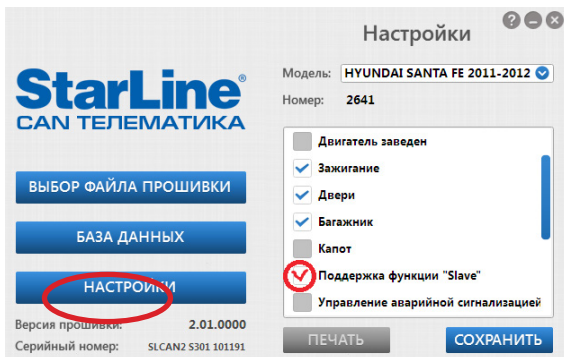 StarLine®
CAN ТЕЛЕМАТИКА
ВЫБОР ФАЙЛА ПРОШИВКИ
БАЗА ДАННЫХ
НАСТРОЙКИ
Версия прошивки: 2.01.0000
Серийный номер: SLCAN2 S301 101191
Настройки
Модель: HYUNDAI SANTA FE 2011-2012
Номер: 2641
Двигатель заведен
Зажигание
Двери
Багажник
Капот
Поддержка функции "Slave"
Управление аварийной сигнализацией
ПЕЧАТЬ
СОХРАНИТЬ